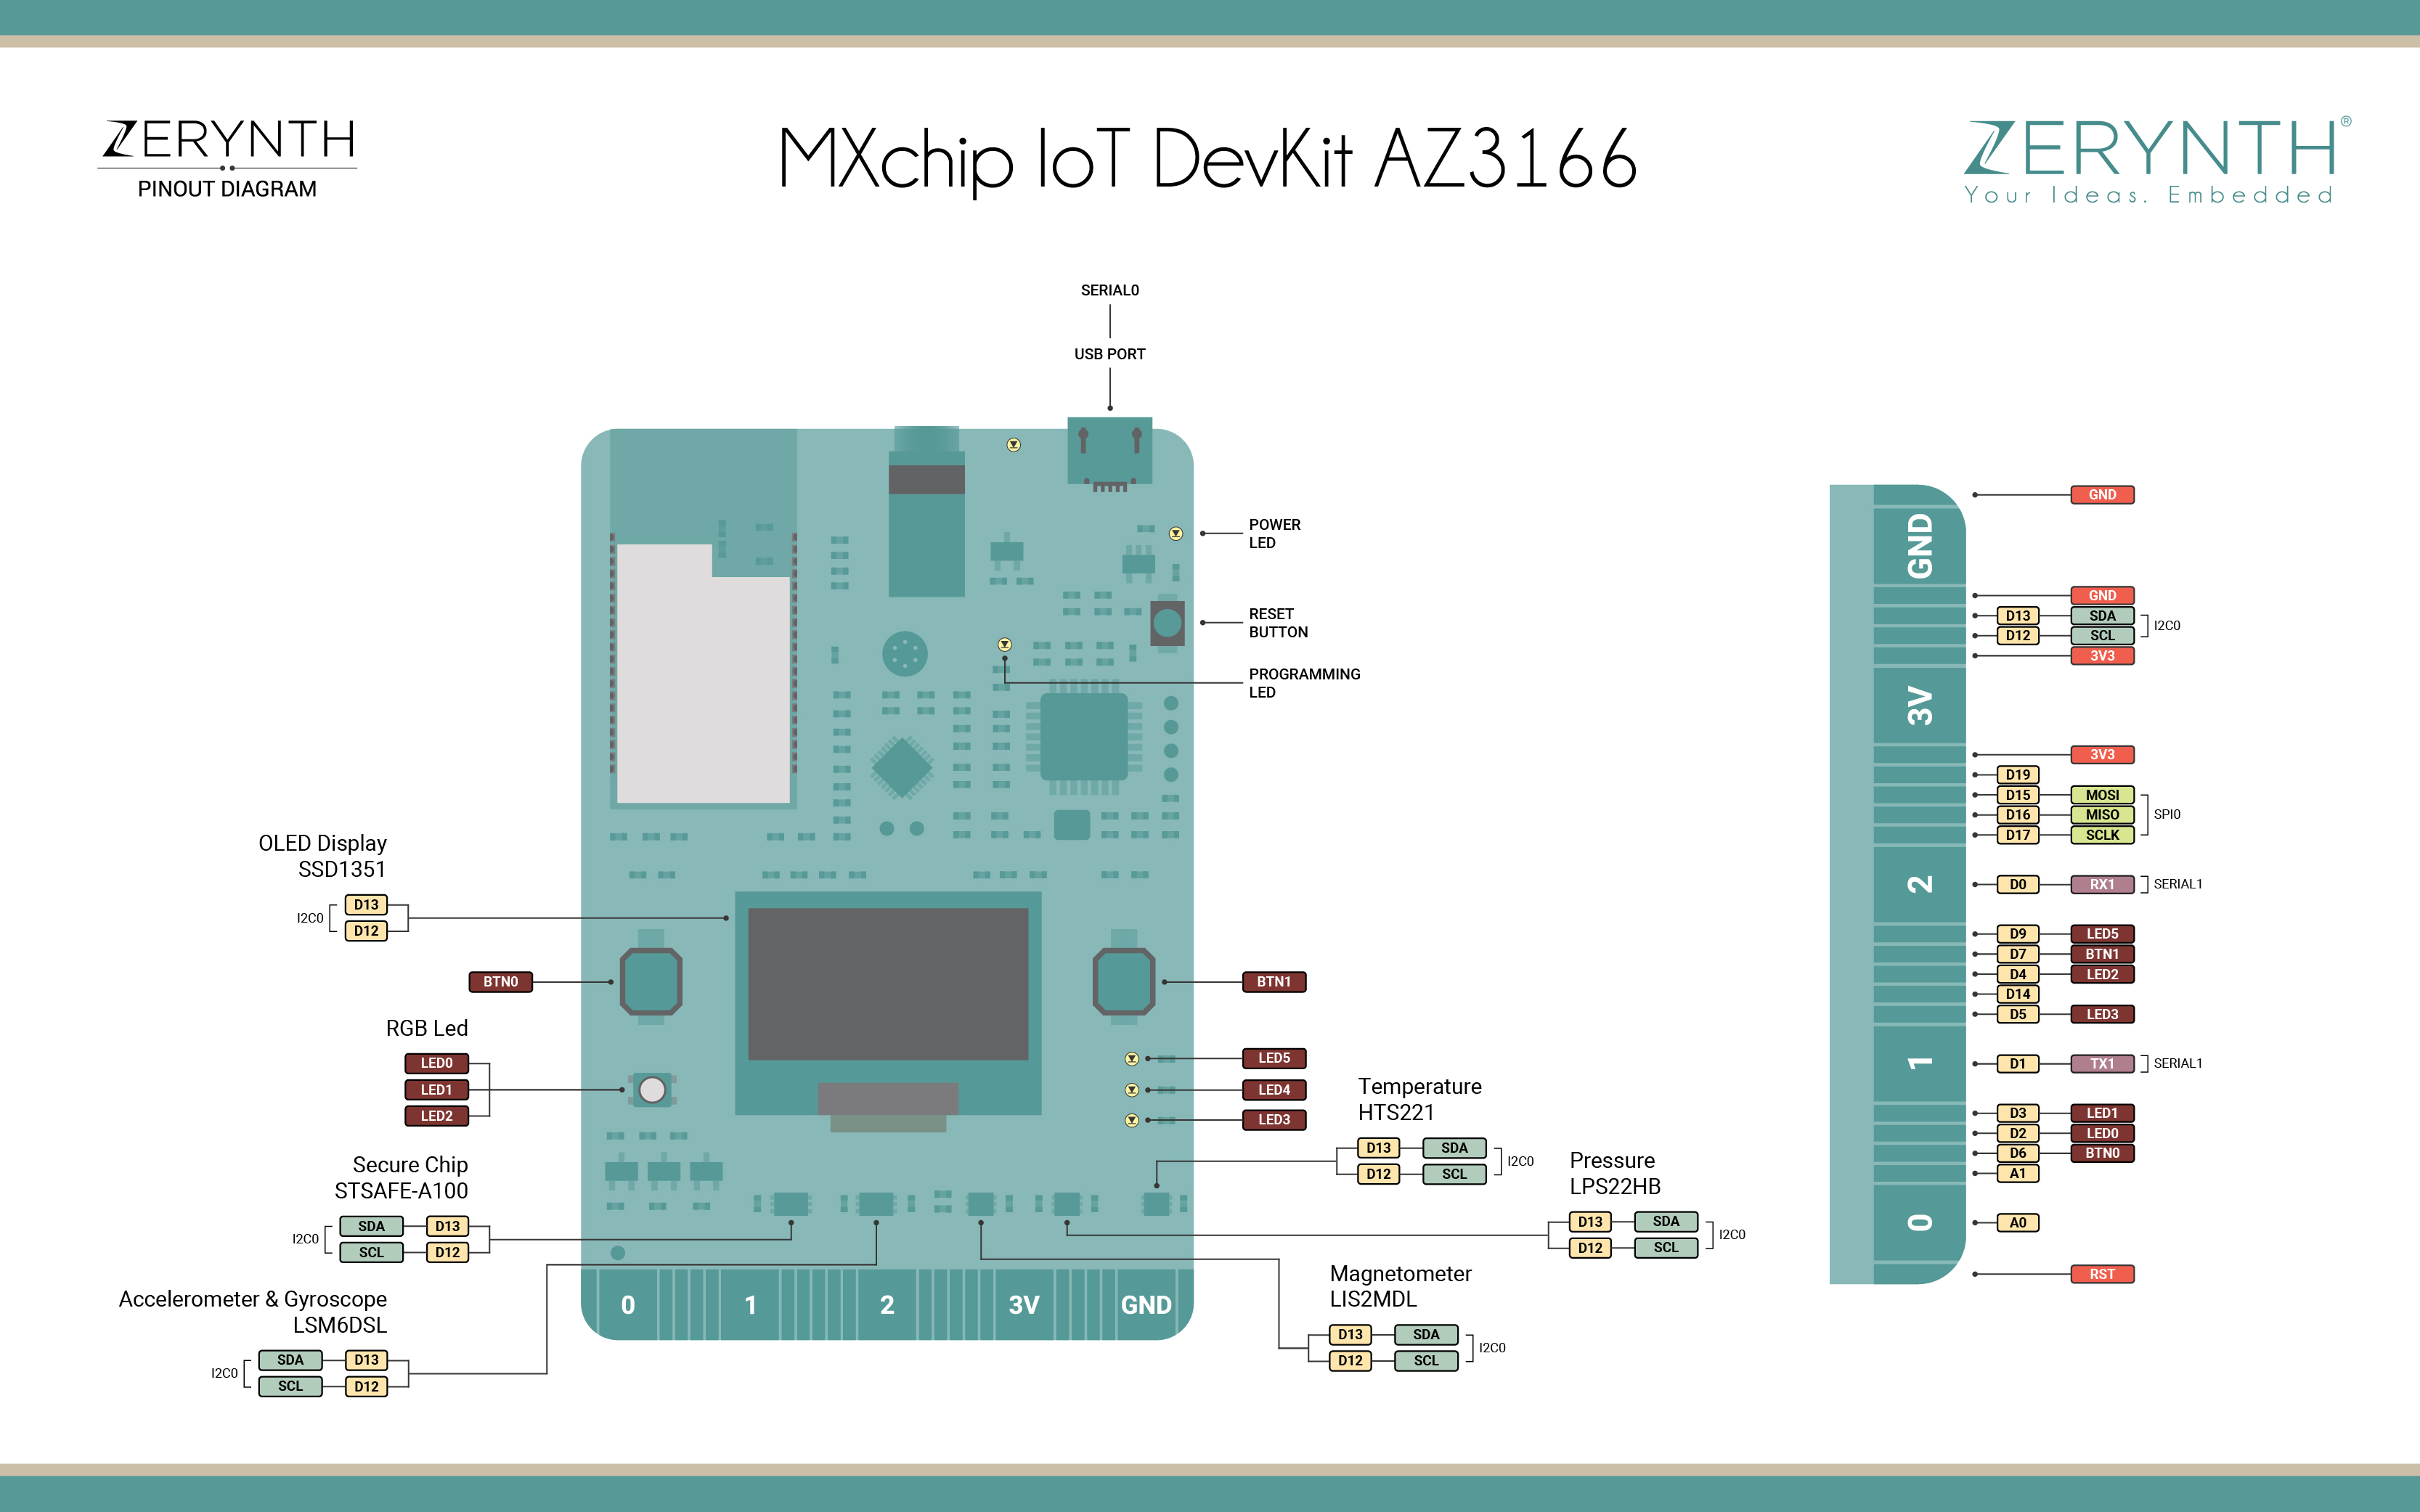 ZERYNTH
PINOUT DIAGRAM
MXchip IoT DevKit AZ3166
ZERYNTH®
Your Ideas. Embedded
SERIAL0
USB PORT
POWER
LED
RESET
BUTTON
PROGRAMMING
LED
OLED Display
SSD1351
I2C0
D13
D12
BTN0
RGB Led
LED0
LED1
LED2
Secure Chip
STSAFE-A100
I2C0
SDA D13
SCL D12
Accelerometer & Gyroscope
LSM6DSL
I2C0
SDA D13
SCL D12
BTN1
LED5
LED4
LED3
Temperature
HTS221
D13 SDA
D12 SCL
I2C0
Pressure
LPS22HB
D13 SDA
D12 SCL
I2C0
Magnetometer
LIS2MDL
D13 SDA
D12 SCL
I2C0
0 1 2 3V GND
GND
3V
2
1
0
GND
GND
D13 SDA
D12 SCL
I2C0
3V3
3V3
D19
D15 MOSI
D16 MISO
D17 SCLK
SPI0
D0 RX1 SERIAL1
D9 LED5
D7 BTN1
D4 LED2
D14
D5 LED3
D1 TX1 SERIAL1
D3 LED1
D2 LED0
D6 BTN0
A1
A0
RST